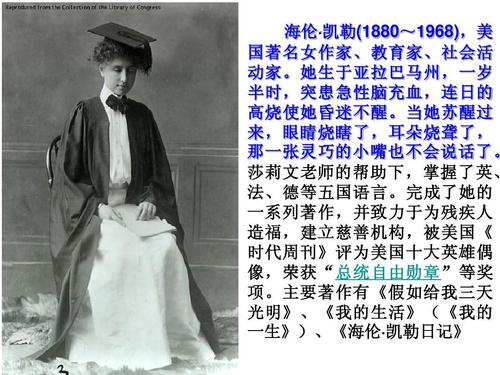 Reproduced from the Collection of the Library of Congress
海伦·凯勒(1880～1968)，美
国著名女作家、教育家、社会活
动家。她生于亚拉巴马州，一岁
半时，突患急性脑充血，连日的
高烧使她昏迷不醒。当她苏醒过
来，眼睛烧瞎了，耳朵烧聋了，
那一张灵巧的小嘴也不会说话了。
莎莉文老师的帮助下，掌握了英、
法、德等五国语言。完成了她的
一系列著作，并致力于为残疾人
造福，建立慈善机构，被美国《
时代周刊》评为美国十大英雄偶
像，荣获“总统自由勋章”等奖
项。主要著作有《假如给我三天
光明》、《我的生活》（《我的
一生》）、《海伦·凯勒日记》
3